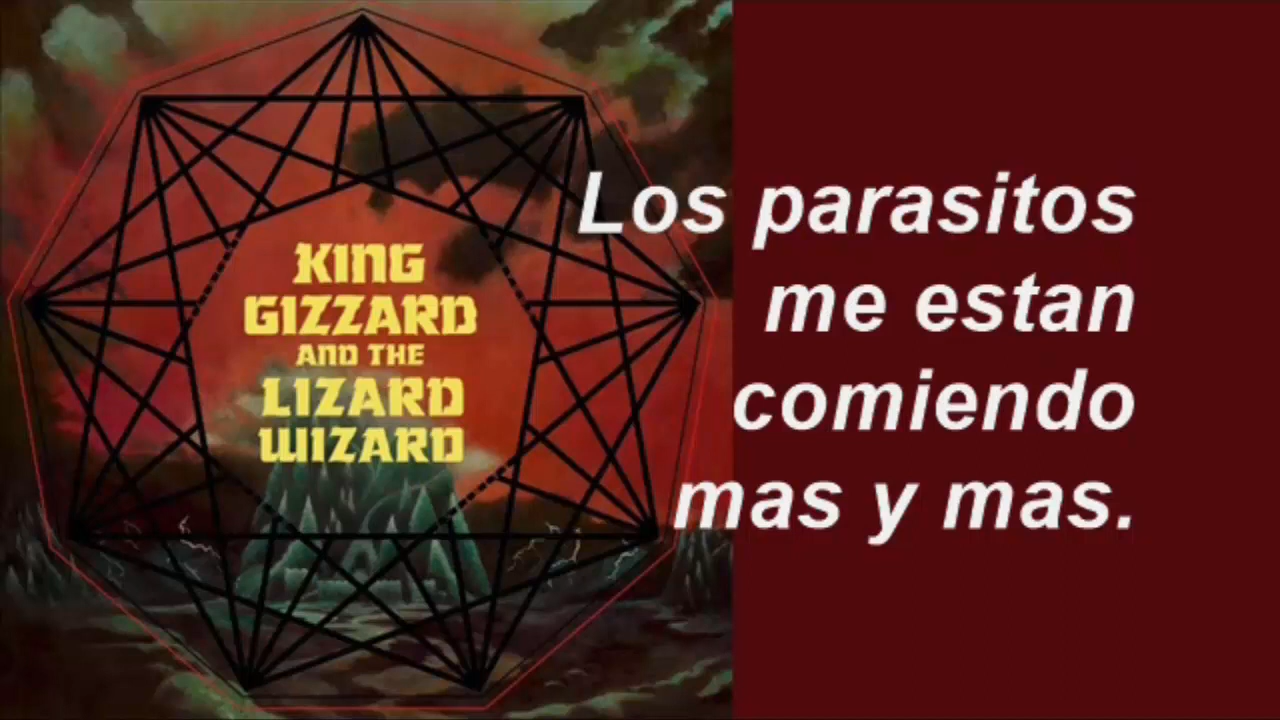 KING
GIZZARD
AND THE
LIZARD
WIZARD
Los parasitos
me estan
comiendo
mas y mas.